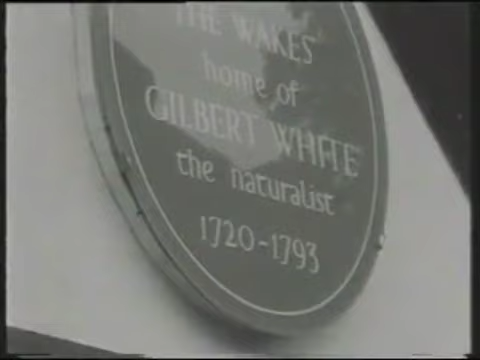 THE WAKES
home of
GILBERT WHITE
the naturalist
1720-1793